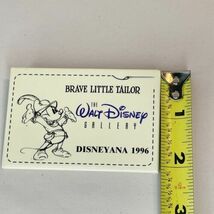 BRAVE LITTLE TAILOR
THE
Walt Disney
GALLERY
DISNEYANA 1996
1
2
3